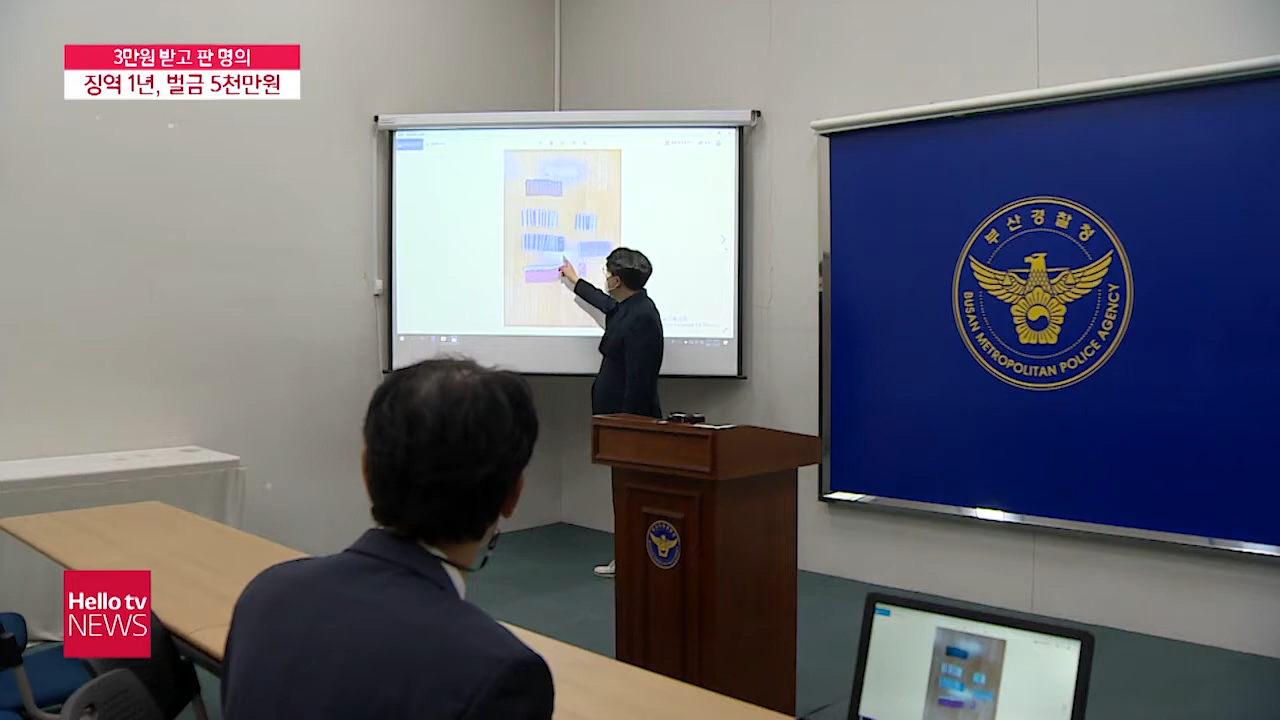 3만원 받고 판 명의
징역 1년, 벌금 5천만원
부산경찰청
BUSAN METROPOLITAN POLICE AGENCY
Hello tv
NEWS